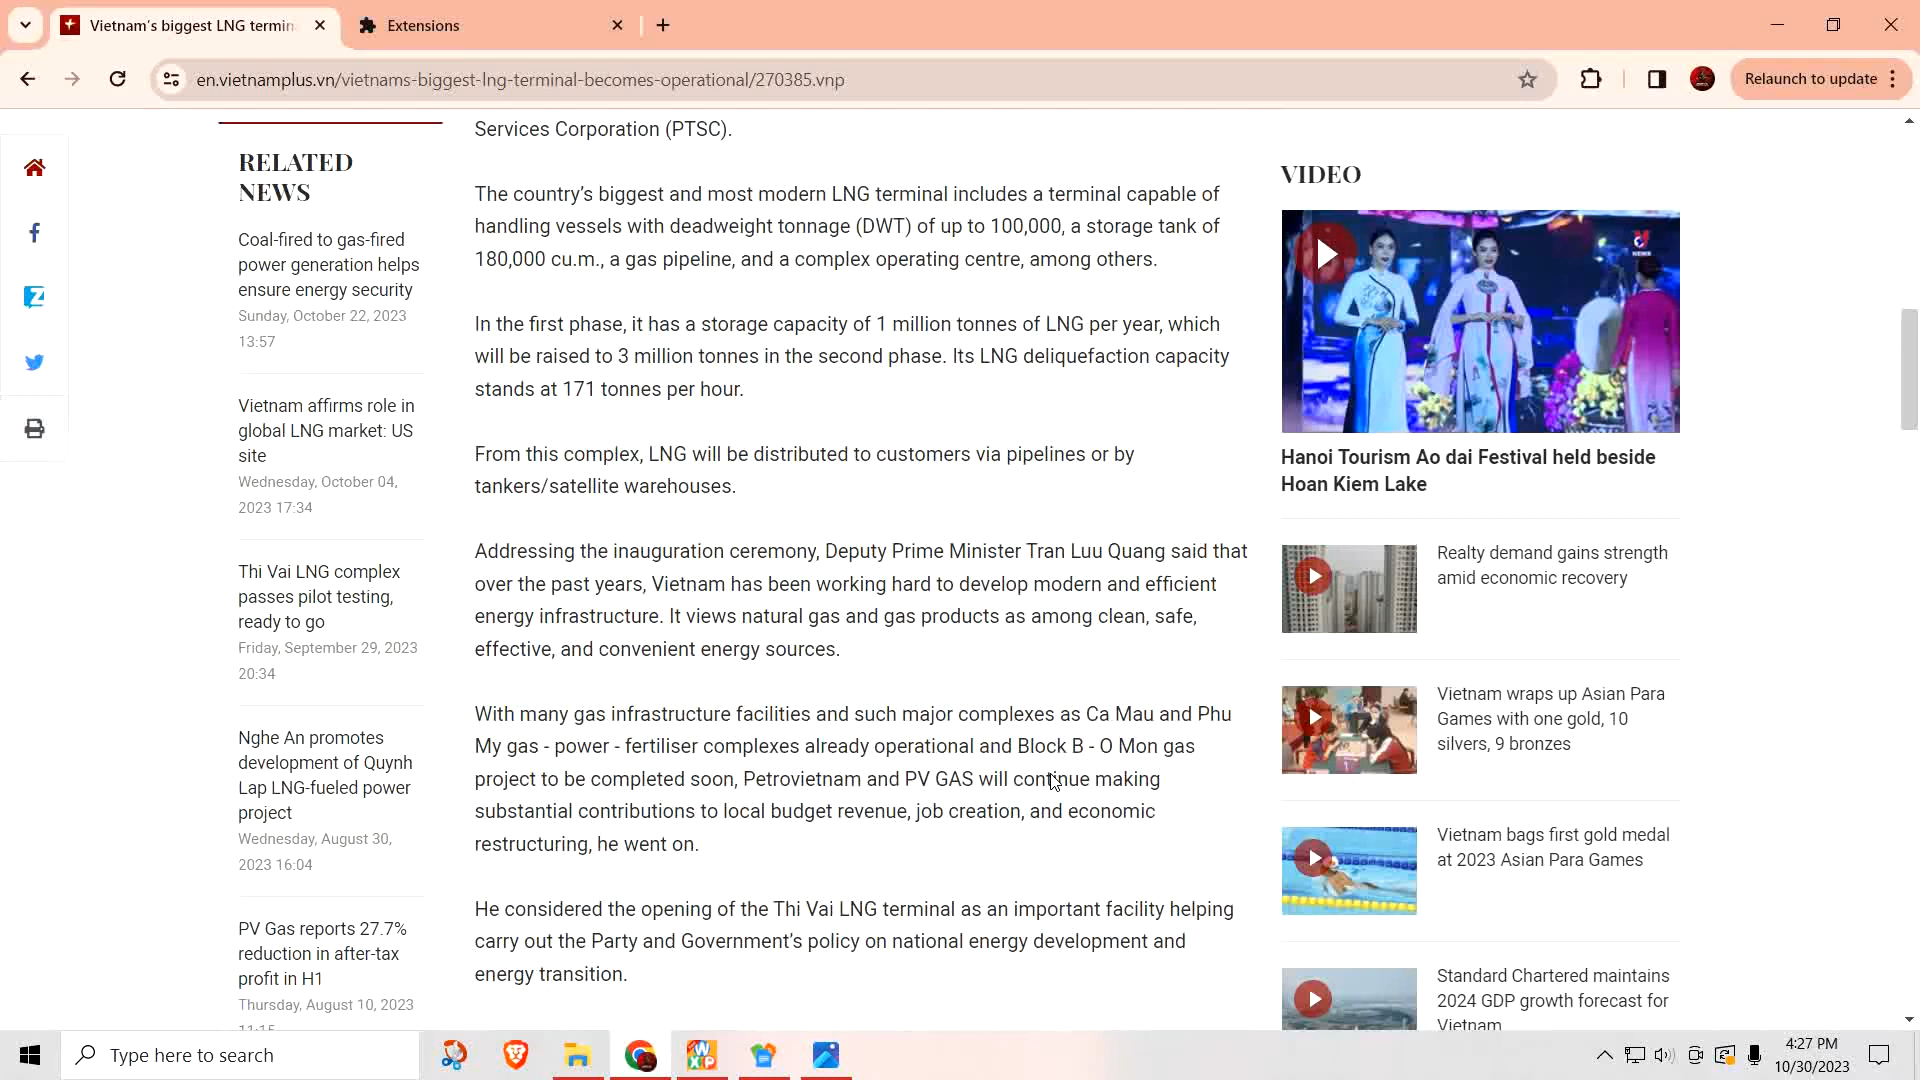 Vietnam's biggest LNG termin
Extensions
en.vietnamplus.vn/vietnams-biggest-lng-terminal-becomes-operational/270385.vnp
Relaunch to update
RELATED
NEWS
Coal-fired to gas-fired
power generation helps
ensure energy security
Sunday, October 22, 2023
13:57
Vietnam affirms role in
global LNG market: US
site
Wednesday, October 04,
2023 17:34
Thi Vai LNG complex
passes pilot testing,
ready to go
Friday, September 29, 2023
20:34
Nghe An promotes
development of Quynh
Lap LNG-fueled power
project
Wednesday, August 30,
2023 16:04
PV Gas reports 27.7%
reduction in after-tax
profit in H1
Thursday, August 10, 2023
11:15
Services Corporation (PTSC).
The country's biggest and most modern LNG terminal includes a terminal capable of
handling vessels with deadweight tonnage (DWT) of up to 100,000, a storage tank of
180,000 cu.m., a gas pipeline, and a complex operating centre, among others.
In the first phase, it has a storage capacity of 1 million tonnes of LNG per year, which
will be raised to 3 million tonnes in the second phase. Its LNG deliquefaction capacity
stands at 171 tonnes per hour.
From this complex, LNG will be distributed to customers via pipelines or by
tankers/satellite warehouses.
Addressing the inauguration ceremony, Deputy Prime Minister Tran Luu Quang said that
over the past years, Vietnam has been working hard to develop modern and efficient
energy infrastructure. It views natural gas and gas products as among clean, safe,
effective, and convenient energy sources.
With many gas infrastructure facilities and such major complexes as Ca Mau and Phu
My gas - power - fertiliser complexes already operational and Block B - O Mon gas
project to be completed soon, Petrovietnam and PV GAS will continue making
substantial contributions to local budget revenue, job creation, and economic
restructuring, he went on.
He considered the opening of the Thi Vai LNG terminal as an important facility helping
carry out the Party and Government's policy on national energy development and
energy transition.
VIDEO
NEWS
Hanoi Tourism Ao dai Festival held beside
Hoan Kiem Lake
Realty demand gains strength
amid economic recovery
Vietnam wraps up Asian Para
Games with one gold, 10
silvers, 9 bronzes
Vietnam bags first gold medal
at 2023 Asian Para Games
Standard Chartered maintains
2024 GDP growth forecast for
Vietnam
Type here to search
4:27 PM
10/30/2023